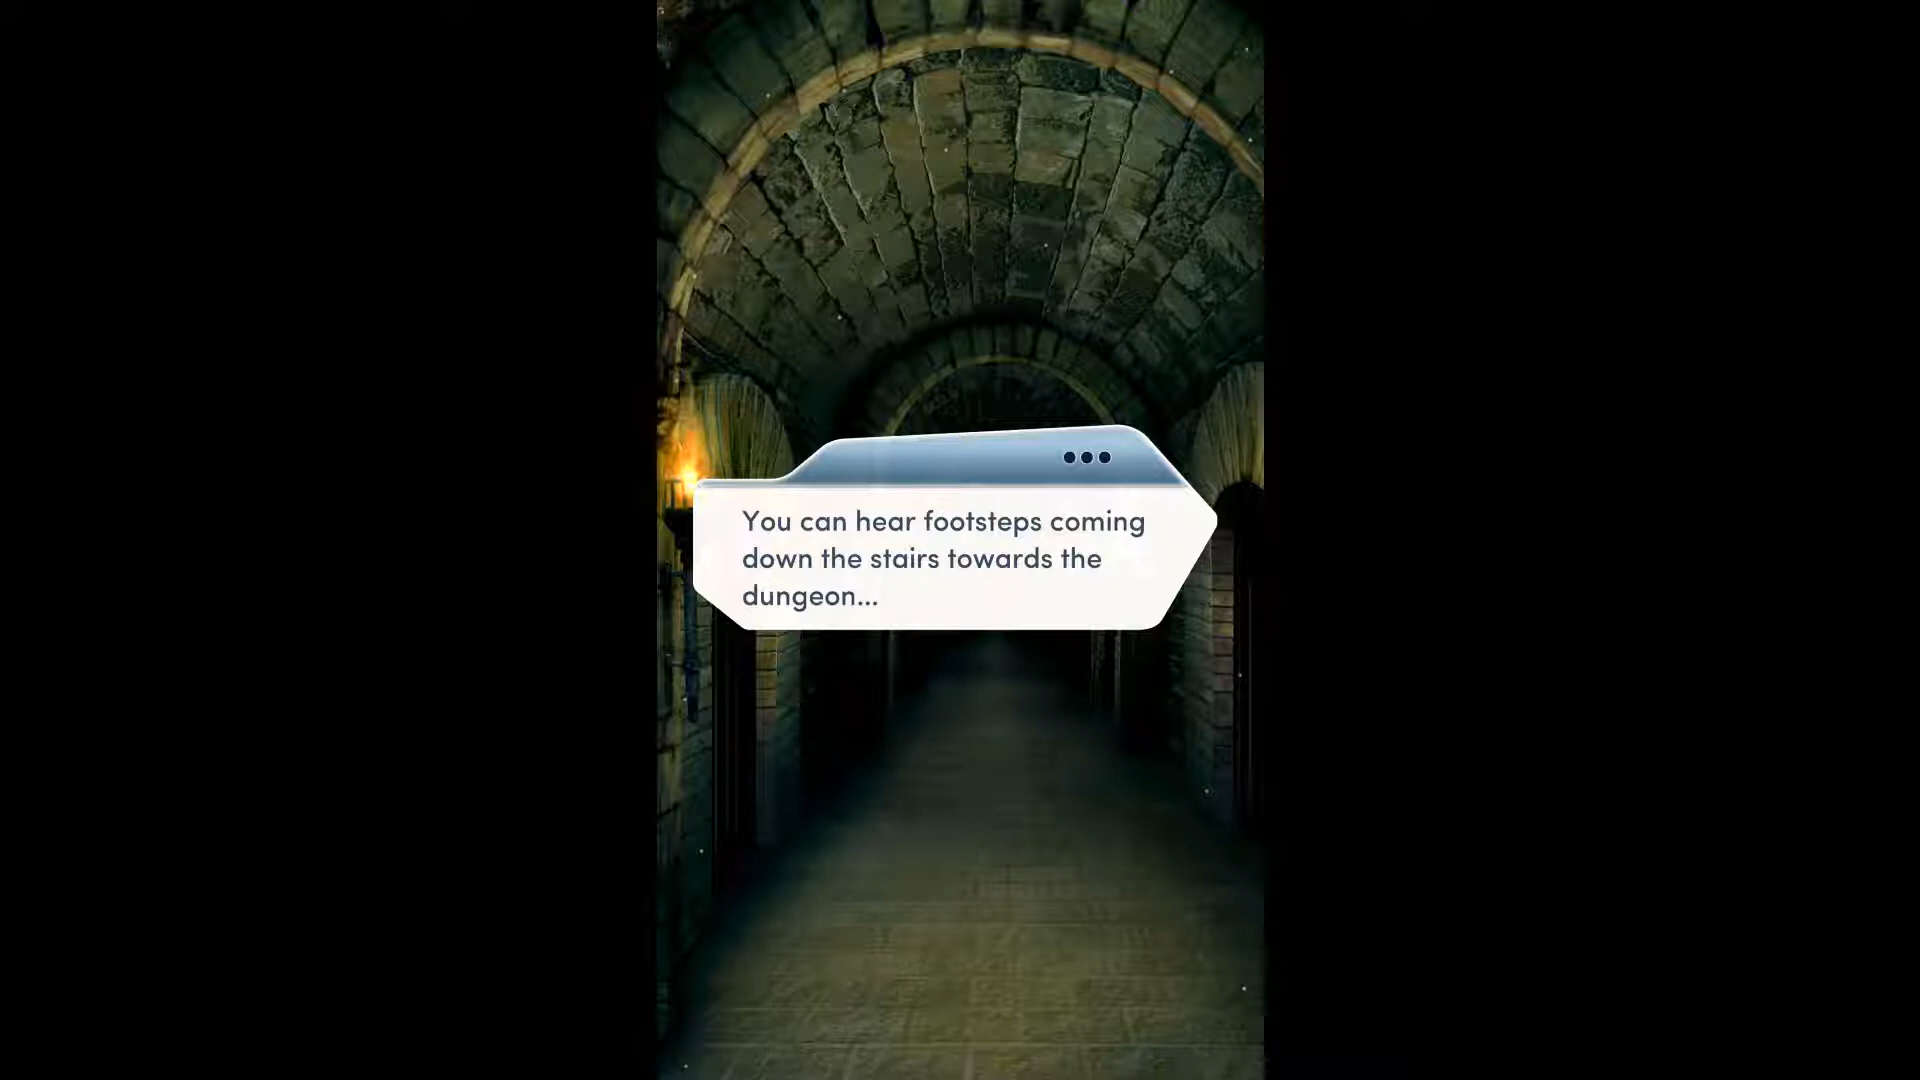 You can hear footsteps coming
down the stairs towards the
dungeon...